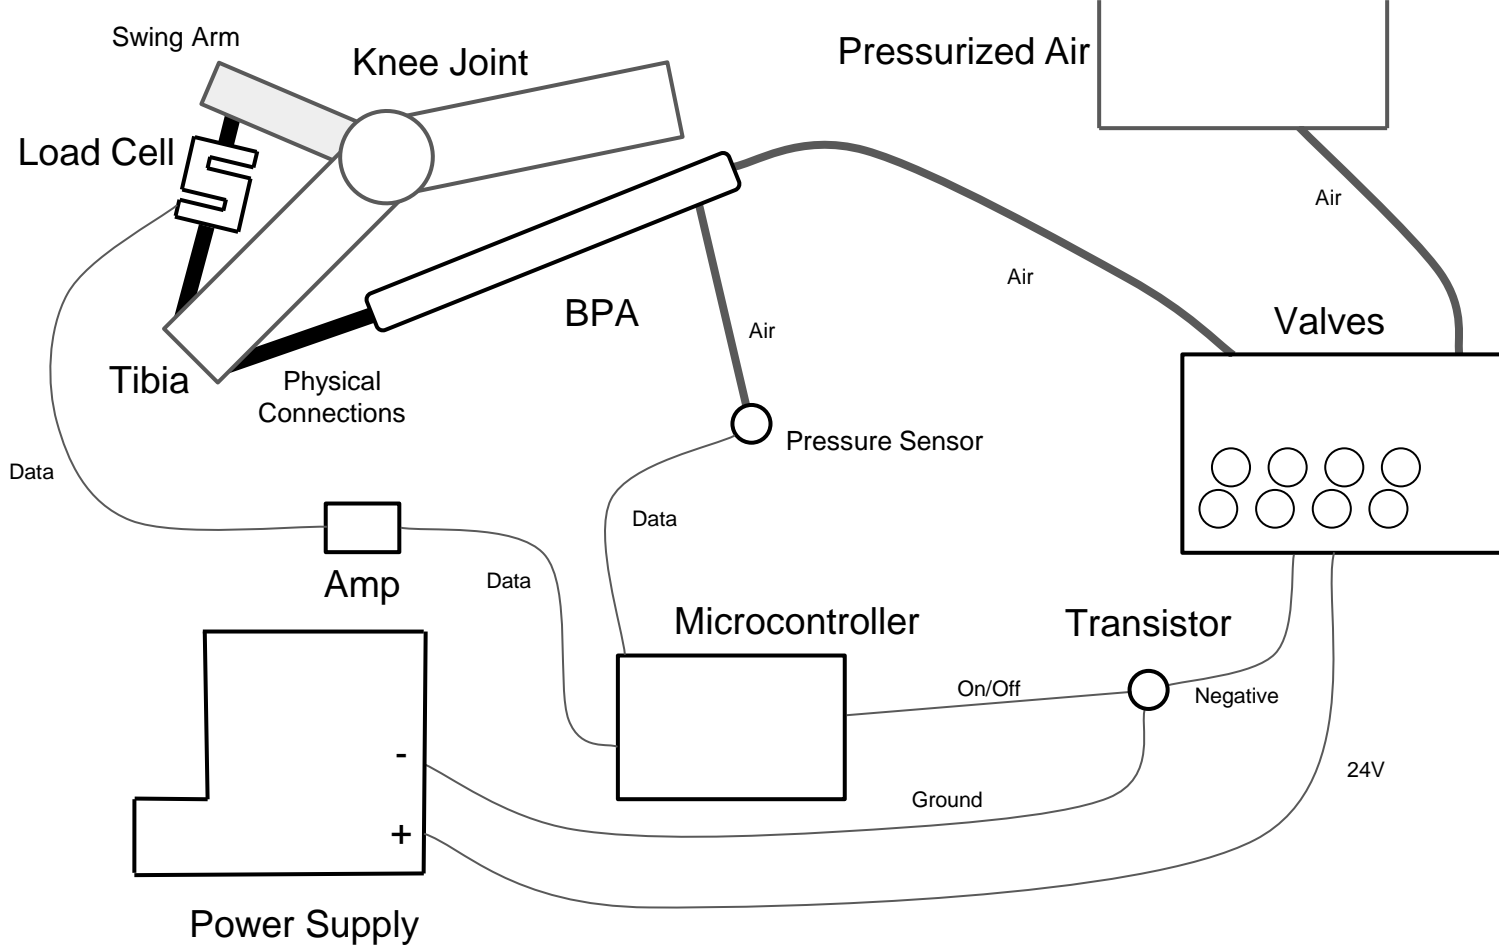 Swing Arm
Knee Joint
Pressurized Air
Load Cell
Air
Air
BPA
Air
Valves
Tibia
Physical
Connections
Pressure Sensor
Data
Data
Amp
Data
Microcontroller
Transistor
On/Off
Negative
-
24V
Ground
+
Power Supply